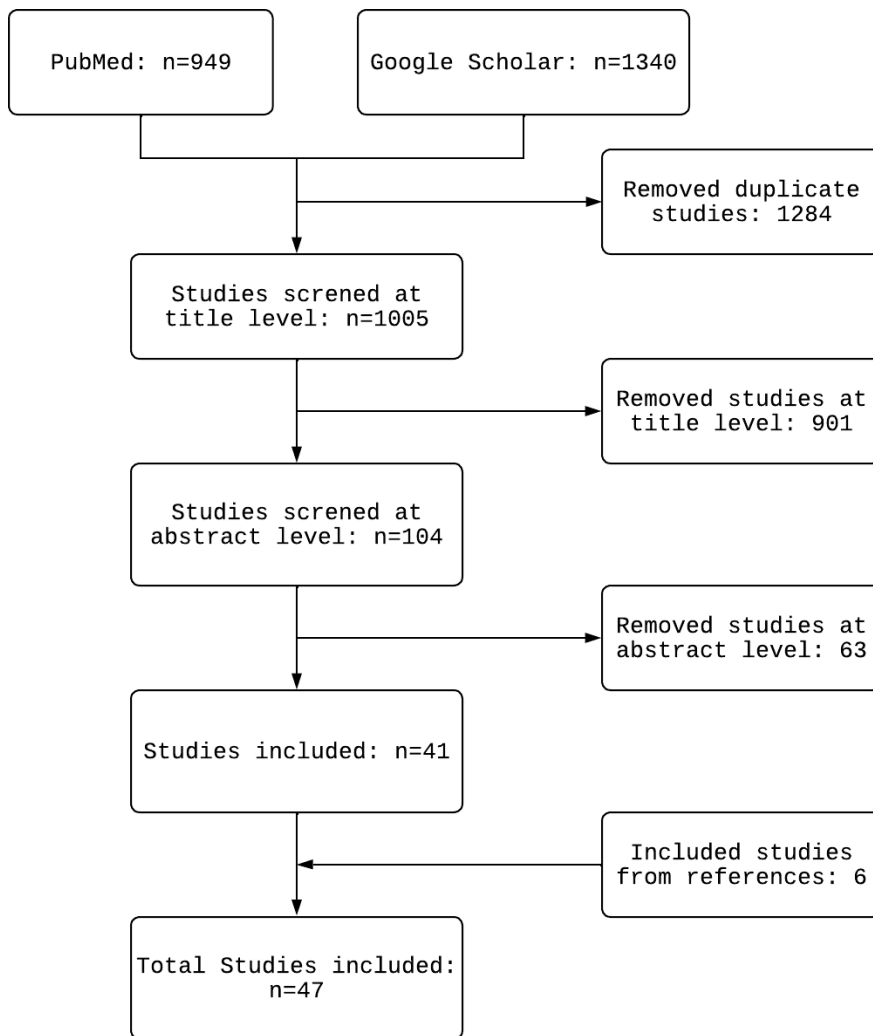 PubMed: n=949
Google Scholar: n=1340
Removed duplicate
studies: 1284
Studies screned at
title level: n=1005
Removed studies at
title level: 901
Studies screned at
abstract level: n=104
Removed studies at
abstract level: 63
Studies included: n=41
Included studies
from references: 6
Total Studies included:
n=47